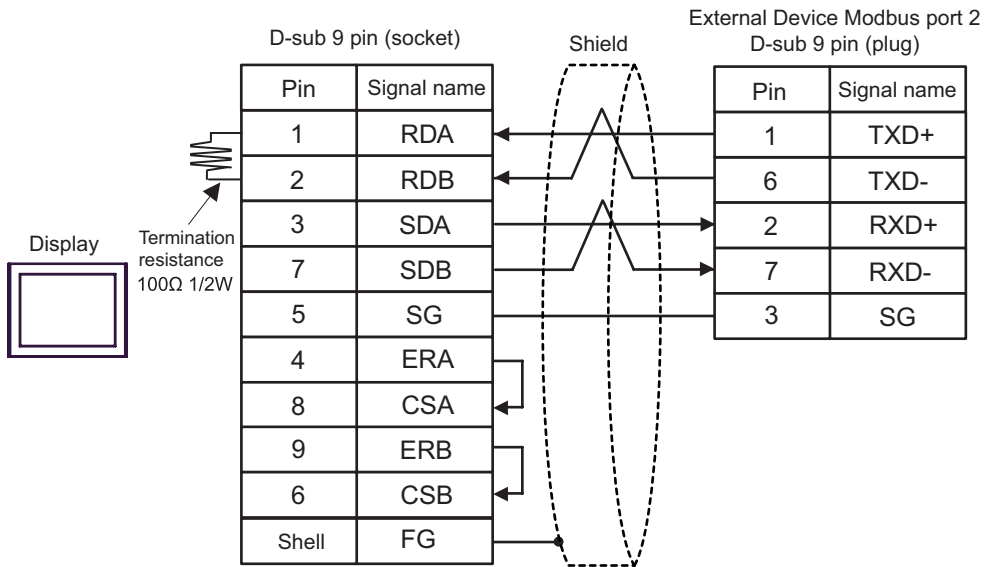 External Device Modbus port 2
D-sub 9 pin (socket)
Shield
D-sub 9 pin (plug)
Pin Signal name
1 RDA
2 RDB
3 SDA
7 SDB
5 SG
4 ERA
8 CSA
9 ERB
6 CSB
Shell FG
Pin Signal name
1 TXD+
6 TXD-
2 RXD+
7 RXD-
3 SG
Display
Termination
resistance
100Ω 1/2W